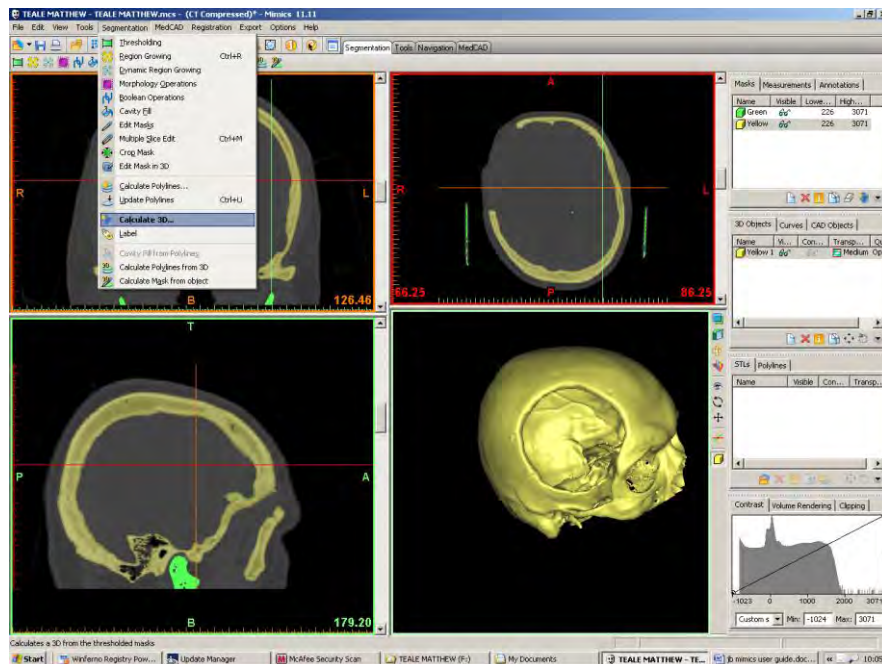 TEALE MATTHEW - TEALE MATTHEW.mcs - (CT Compressed)* - Mimics 11.11
File Edit View Tools Segmentation MedCAD Registration Export Options Help
Segmentation Tools Navigation MedCAD
Thresholding
Region Growing Ctrl+R
Dynamic Region Growing
Morphology Operations
Boolean Operations
Cavity Fill
Edit Masks
Multiple Slice Edit Ctrl+M
Crop Mask
Edit Mask in 3D
Calculate Polylines...
Update Polylines Ctrl+U
Calculate 3D...
Label
Cavity Fill from Polylines
Calculate Polylines from 3D
Calculate Mask from object
R
L
B
126.46
A
R
L
P
66.25
86.25
T
P
A
B
179.20
Masks Measurements Annotations
Name Visible Lowe... High...
Green 226 3071
Yellow 226 3071
3D Objects Curves CAD Objects
Name Vi... Con... Transp... Qu
Yellow 1 Medium Op
STLs Polylines
Name Visible Con... Transp...
Contrast Volume Rendering Clipping
-1023 0 1000 2000 3071
Custom s Min: -1024 Max: 3071
Calculates a 3D from the thresholded masks
Start Winferno Registry Pow... Update Manager McAfee Security Scan TEALE MATTHEW (F:) My Documents TEALE MATTHEW - TE... jb mimics user guide.doc... 10:05